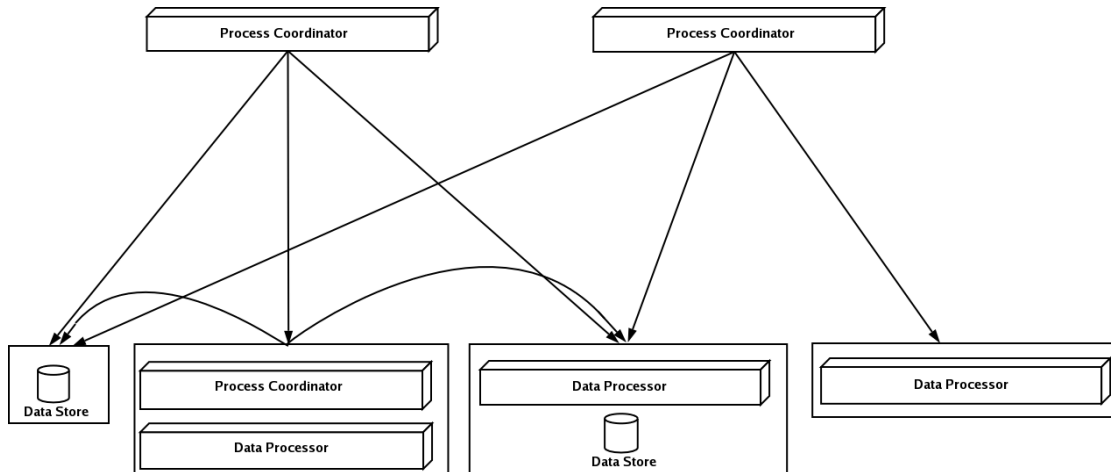 Process Coordinator
Process Coordinator
Data Store
Process Coordinator
Data Processor
Data Processor
Data Store
Data Processor